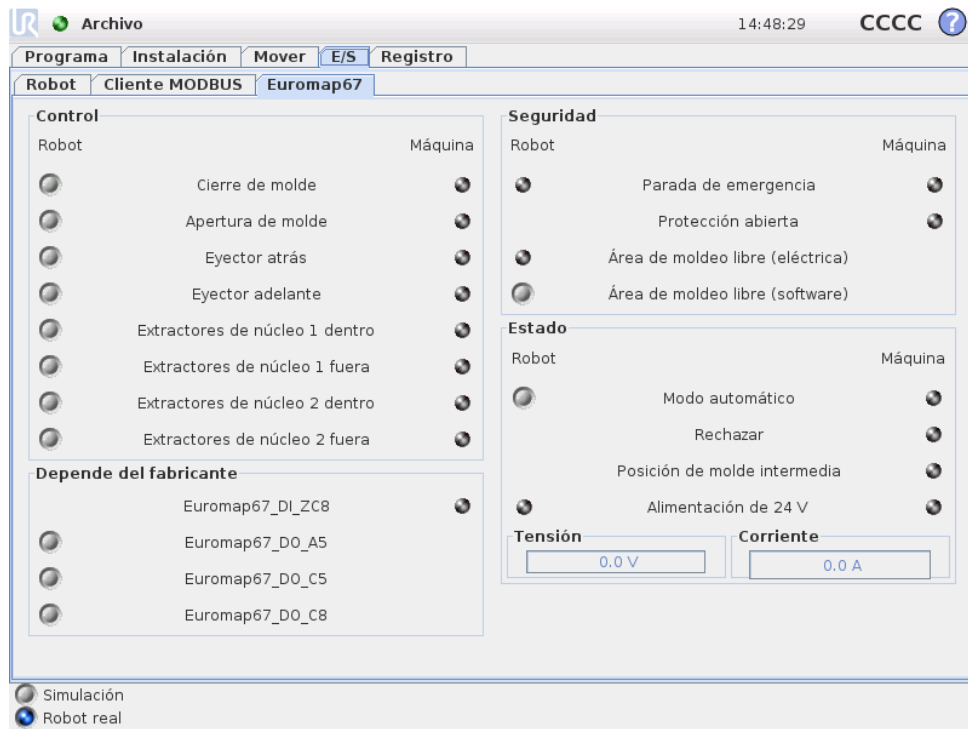 UR Archivo 14:48:29 CCCC ?
Programa Instalación Mover E/S Registro
Robot Cliente MODBUS Euromap67
Control
Robot Máquina
Cierre de molde
Apertura de molde
Eyector atrás
Eyector adelante
Extractores de núcleo 1 dentro
Extractores de núcleo 1 fuera
Extractores de núcleo 2 dentro
Extractores de núcleo 2 fuera
Depende del fabricante
Euromap67_DI_ZC8
Euromap67_DO_A5
Euromap67_DO_C5
Euromap67_DO_C8
Seguridad
Robot Máquina
Parada de emergencia
Protección abierta
Área de moldeo libre (eléctrica)
Área de moldeo libre (software)
Estado
Robot Máquina
Modo automático
Rechazar
Posición de molde intermedia
Alimentación de 24 V
Tensión Corriente
0.0 V 0.0 A
Simulación
Robot real